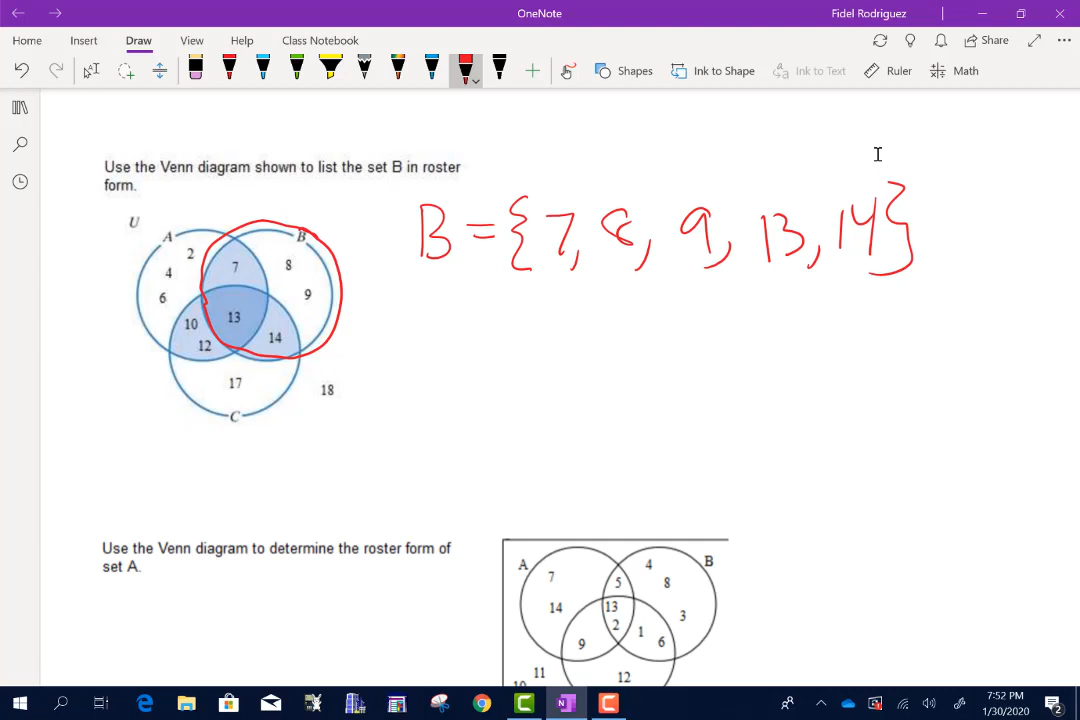 OneNote
Fidel Rodriguez
Home Insert Draw View Help Class Notebook
Share
Shapes
Ink to Shape
Ink to Text
Ruler
Math
Use the Venn diagram shown to list the set B in roster
form.
U
A
B
2
4
7
8
6
9
10
13
12
14
17
18
C
B = {7, 8, 9, 13, 14}
Use the Venn diagram to determine the roster form of
set A.
A
B
7
5
4
8
14
13
3
2
1
9
6
11
12
10
7:52 PM
1/30/2020
2